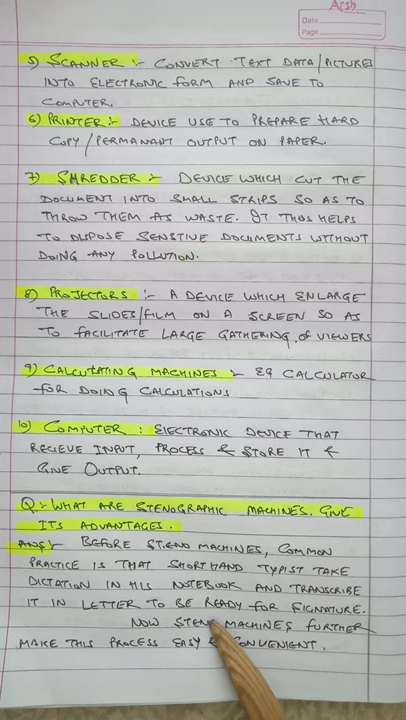 Arsh
Date
Page
5) SCANNER :- CONVERT TEXT DATA/PICTURES
INTO ELECTRONIC FORM AND SAVE TO
COMPUTER.
6) PRINTER :- DEVICE USE TO PREPARE HARD
COPY/PERMANANT OUTPUT ON PAPER.
7) SHREDDER :- DEVICE WHICH CUT THE
DOCUMENT INTO SMALL STRIPS SO AS TO
THROW THEM AS WASTE. IT THUS HELPS
TO DISPOSE SENSTIVE DOCUMENTS WITHOUT
DOING ANY POLLUTION.
8) PROJECTORS :- A DEVICE WHICH ENLARGE
THE SLIDES/FILM ON A SCREEN SO AS
TO FACILITATE LARGE GATHERING OF VIEWERS
9) CALCULATING MACHINES :- EG CALCULATOR
FOR DOING CALCULATIONS
10) COMPUTER : ELECTRONIC DEVICE THAT
RECIEVE INPUT, PROCESS & STORE IT &
GIVE OUTPUT.
Q:- WHAT ARE STENOGRAPHIC MACHINES. GIVE
ITS ADVANTAGES.
ANS:- BEFORE STENO MACHINES, COMMON
PRACTICE IS THAT SHORTHAND TYPIST TAKE
DICTATION IN HIS NOTEBOOK AND TRANSCRIBE
IT IN LETTER TO BE READY FOR SIGNATURE.
NOW STENO MACHINES FURTHER
MAKE THIS PROCESS EASY & CONVENIENT.